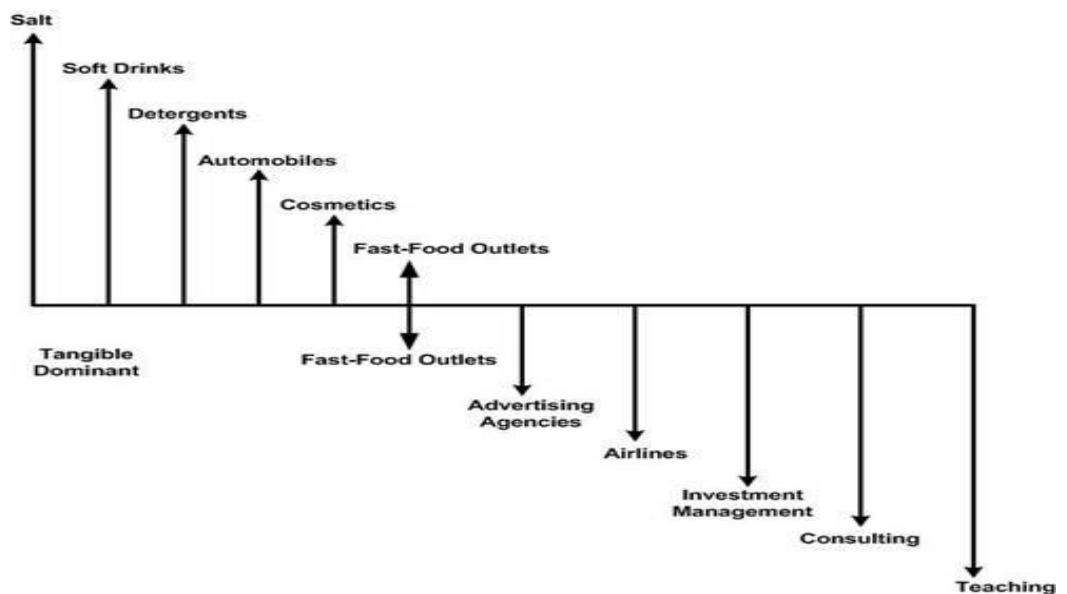 Salt
Soft Drinks
Detergents
Automobiles
Cosmetics
Fast-Food Outlets
Tangible
Dominant
Fast-Food Outlets
Advertising
Agencies
Airlines
Investment
Management
Consulting
Teaching